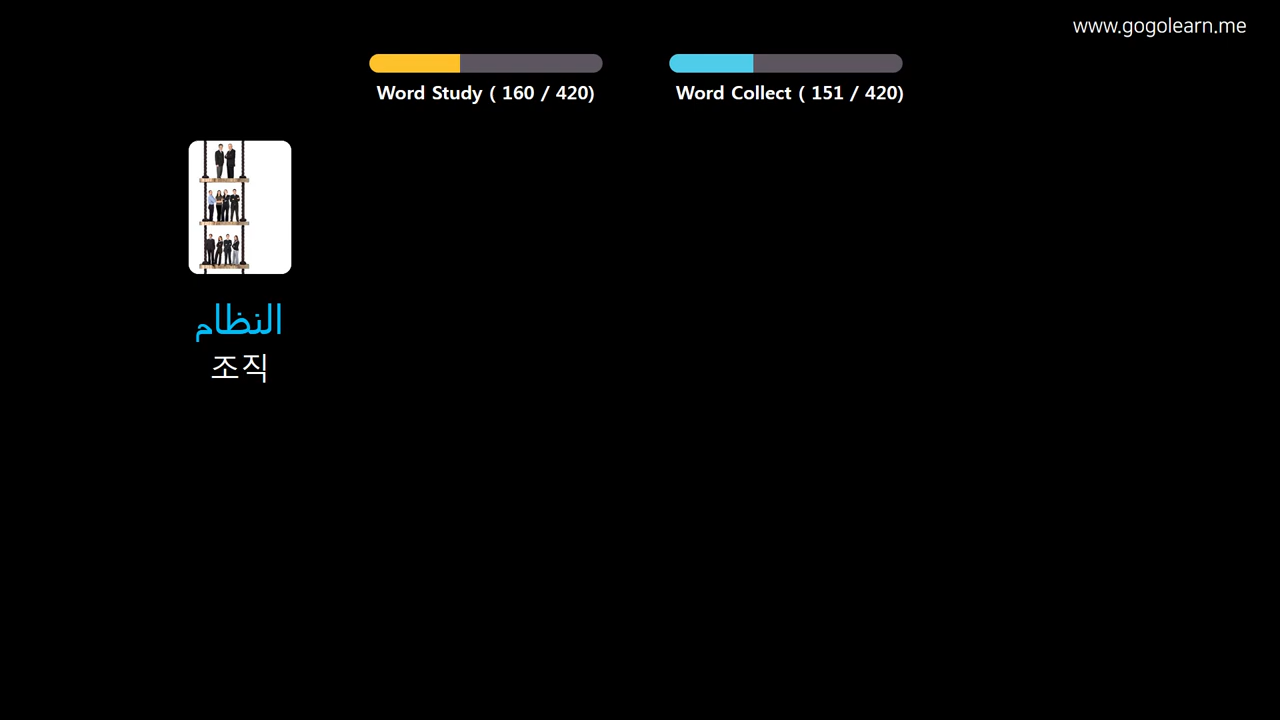 www.gogolearn.me
Word Study ( 160 / 420)
Word Collect ( 151 / 420)
النظام
조직